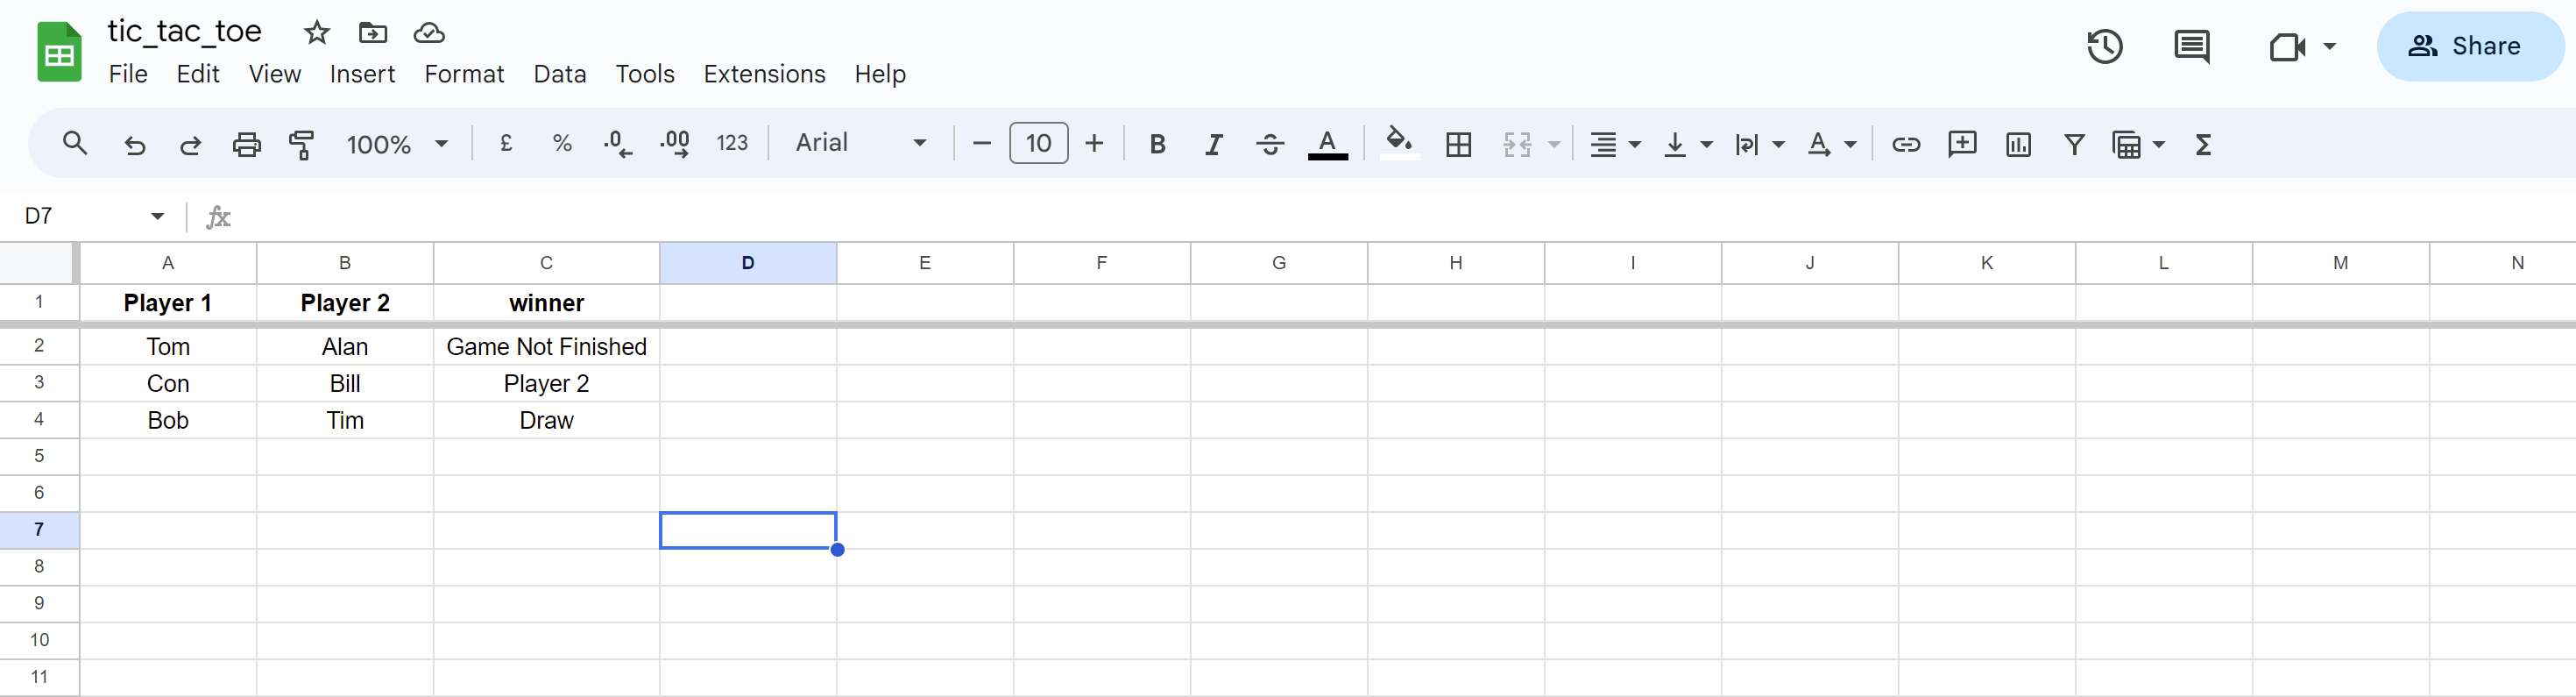 tic_tac_toe
File Edit View Insert Format Data Tools Extensions Help
Share
100% £ % .0 .00 123 Arial 10 B I A A Σ
D7 fx
A B C D E F G H I J K L M N
1 Player 1 Player 2 winner
2 Tom Alan Game Not Finished
3 Con Bill Player 2
4 Bob Tim Draw
5
6
7
8
9
10
11